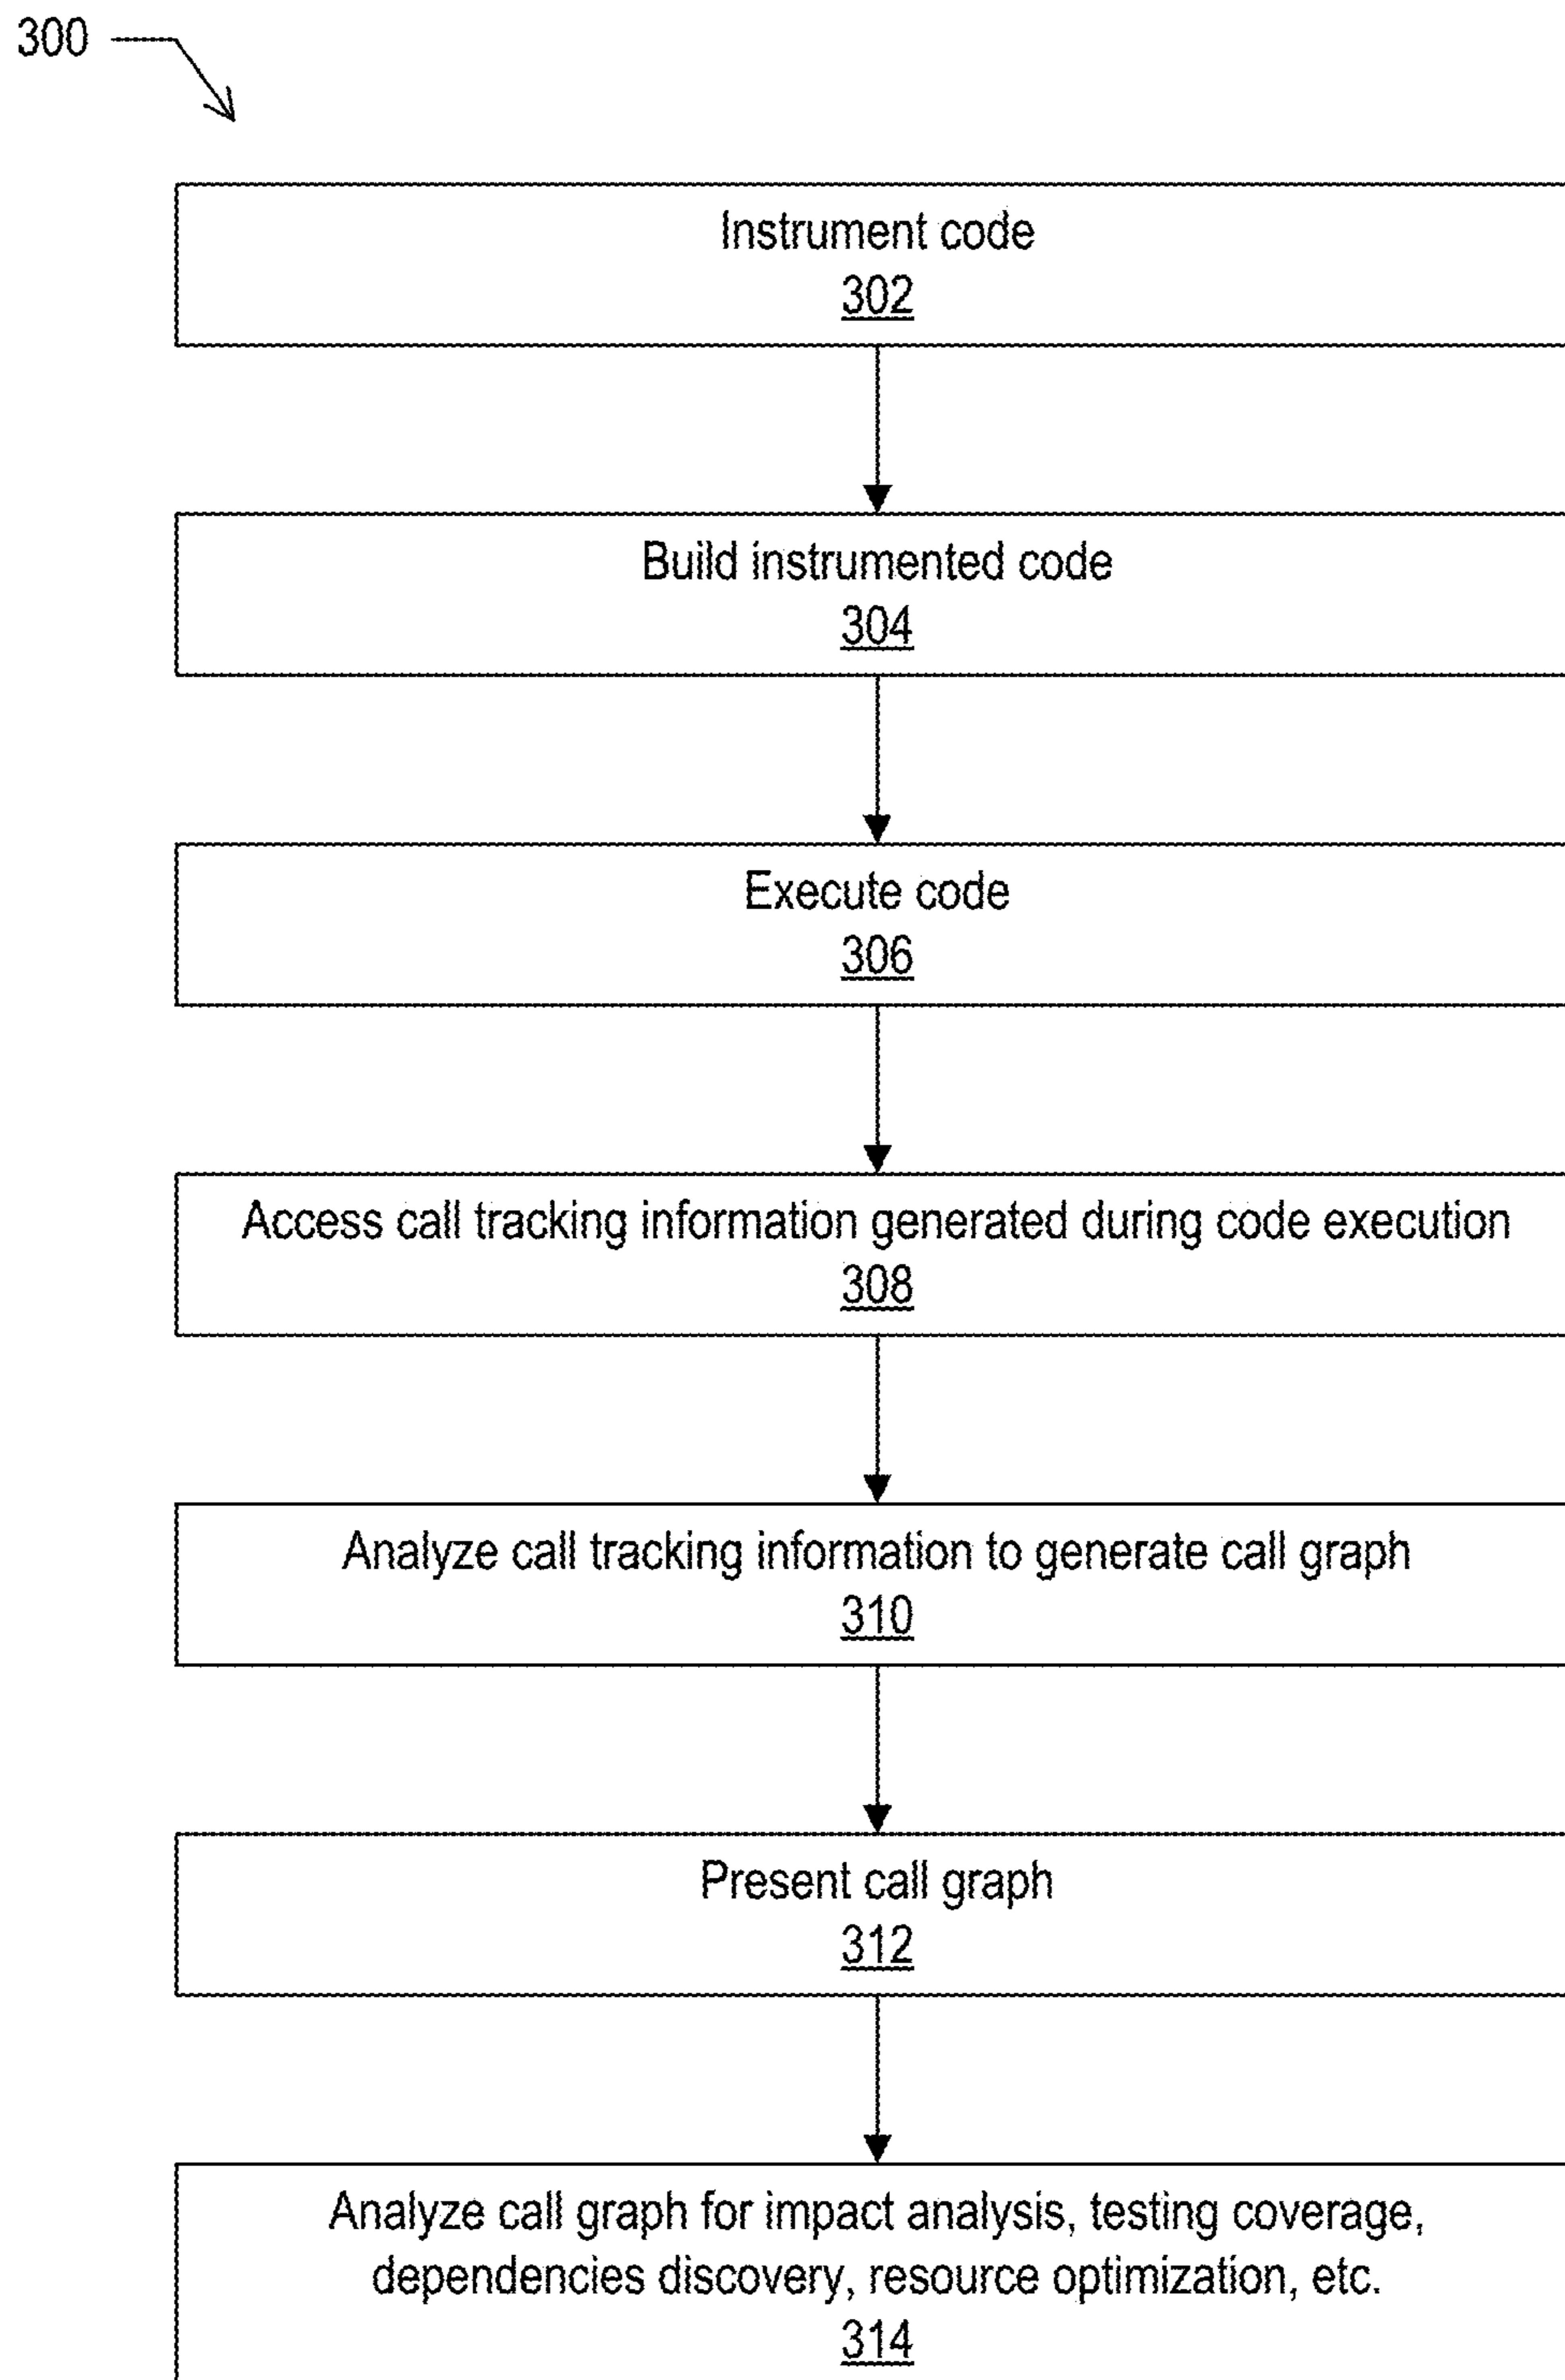 300
Instrument code
302
Build instrumented code
304
Execute code
306
Access call tracking information generated during code execution
308
Analyze call tracking information to generate call graph
310
Present call graph
312
Analyze call graph for impact analysis, testing coverage,
dependencies discovery, resource optimization, etc.
314